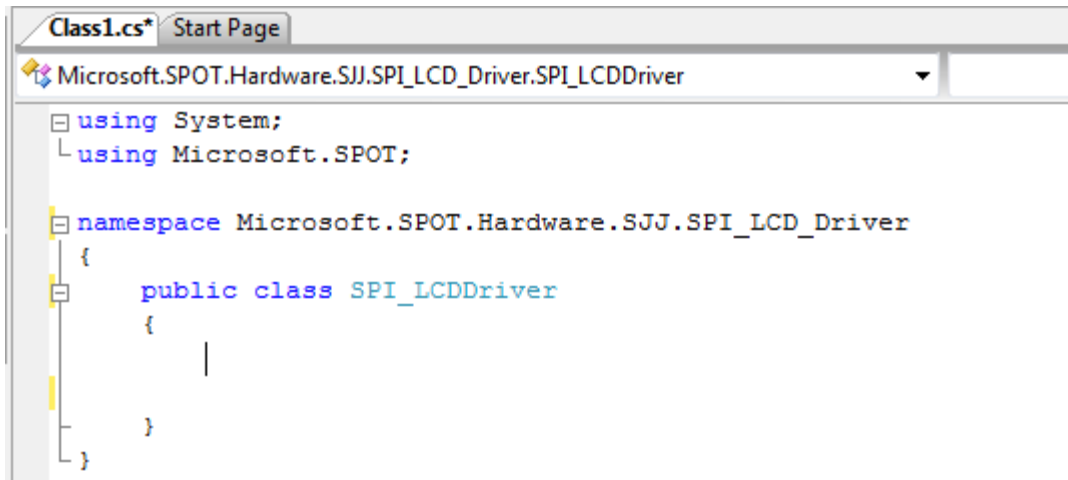 Class1.cs* Start Page
Microsoft.SPOT.Hardware.SJJ.SPI_LCD_Driver.SPI_LCDDriver
using System;
using Microsoft.SPOT;
namespace Microsoft.SPOT.Hardware.SJJ.SPI_LCD_Driver
{
public class SPI_LCDDriver
{
}
}